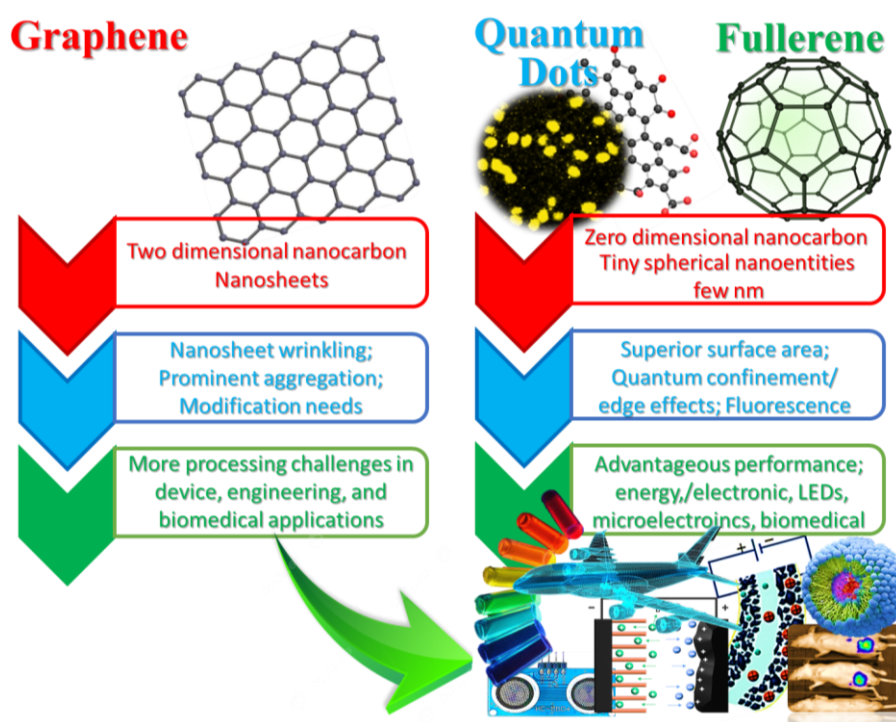 Graphene
Two dimensional nanocarbon
Nanosheets
Nanosheet wrinkling;
Prominent aggregation;
Modification needs
More processing challenges in
device, engineering, and
biomedical applications
Quantum
Dots
Fullerene
Zero dimensional nanocarbon
Tiny spherical nanoentities
few nm
Superior surface area;
Quantum confinement/
edge effects; Fluorescence
Advantageous performance;
energy,/electronic, LEDs,
microelectroincs, biomedical